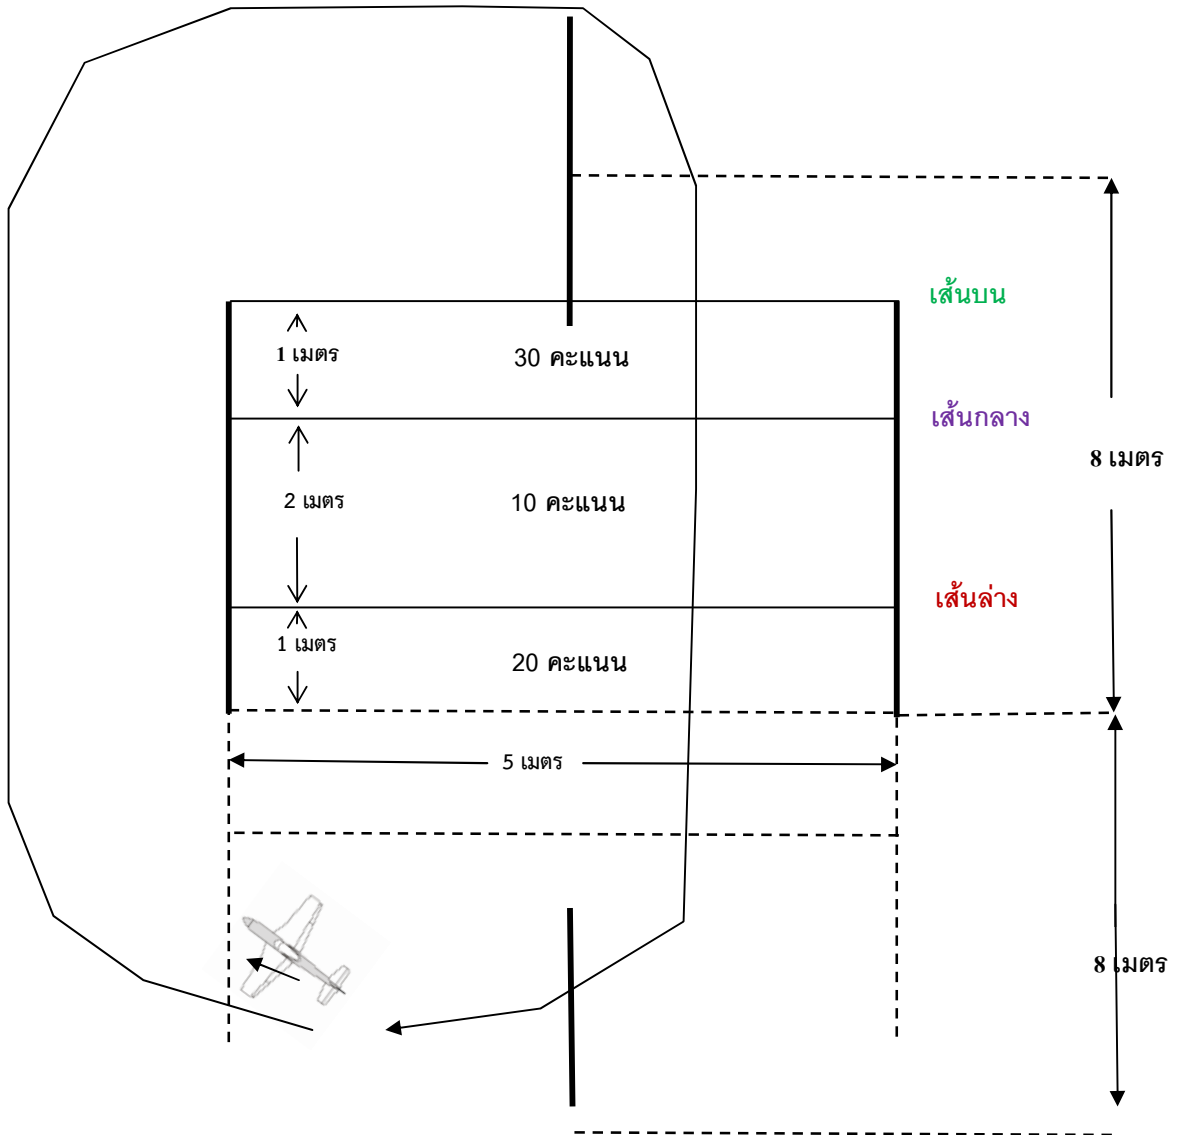 เส้นบน
1 เมตร
30 คะแนน
เส้นกลาง
8 เมตร
2 เมตร
10 คะแนน
เส้นล่าง
1 เมตร
20 คะแนน
5 เมตร
8 เมตร